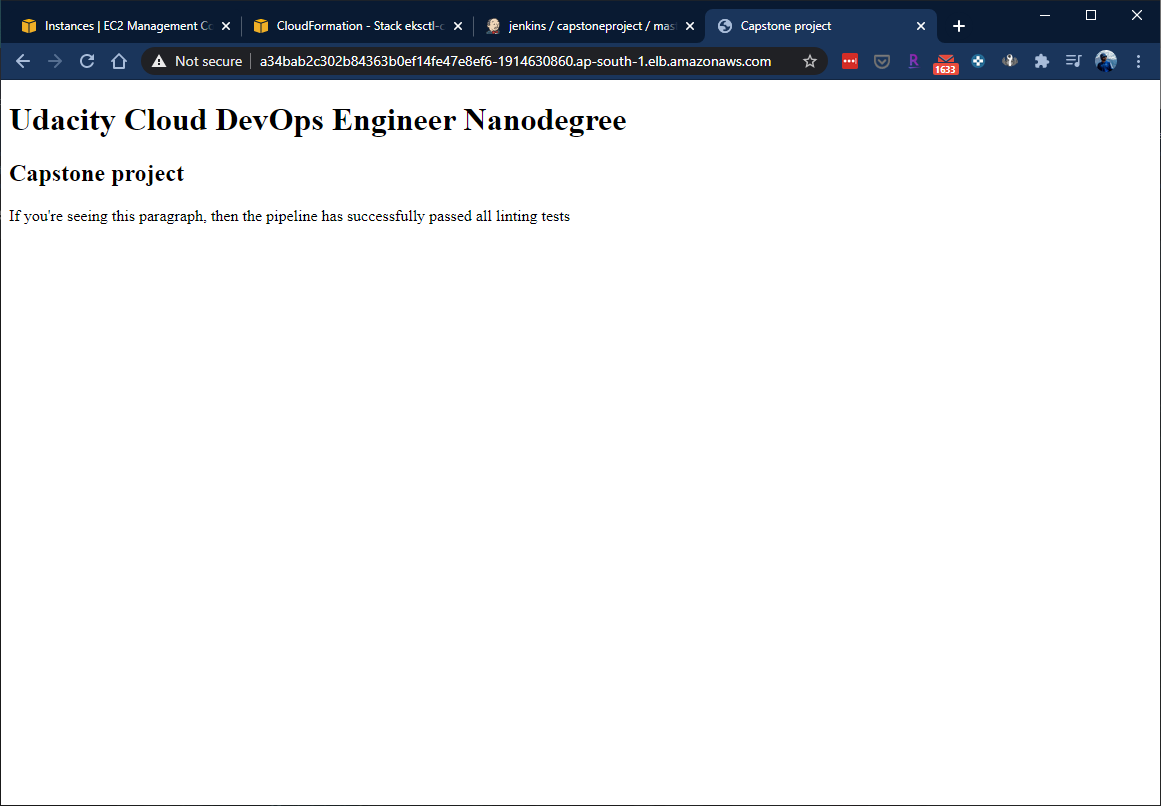 Instances | EC2 Management Co
CloudFormation - Stack eksctl-c
jenkins / capstoneproject / mas
Capstone project
Not secure
a34bab2c302b84363b0ef14fe47e8ef6-1914630860.ap-south-1.elb.amazonaws.com
R
1633
Udacity Cloud DevOps Engineer Nanodegree
Capstone project
If you're seeing this paragraph, then the pipeline has successfully passed all linting tests